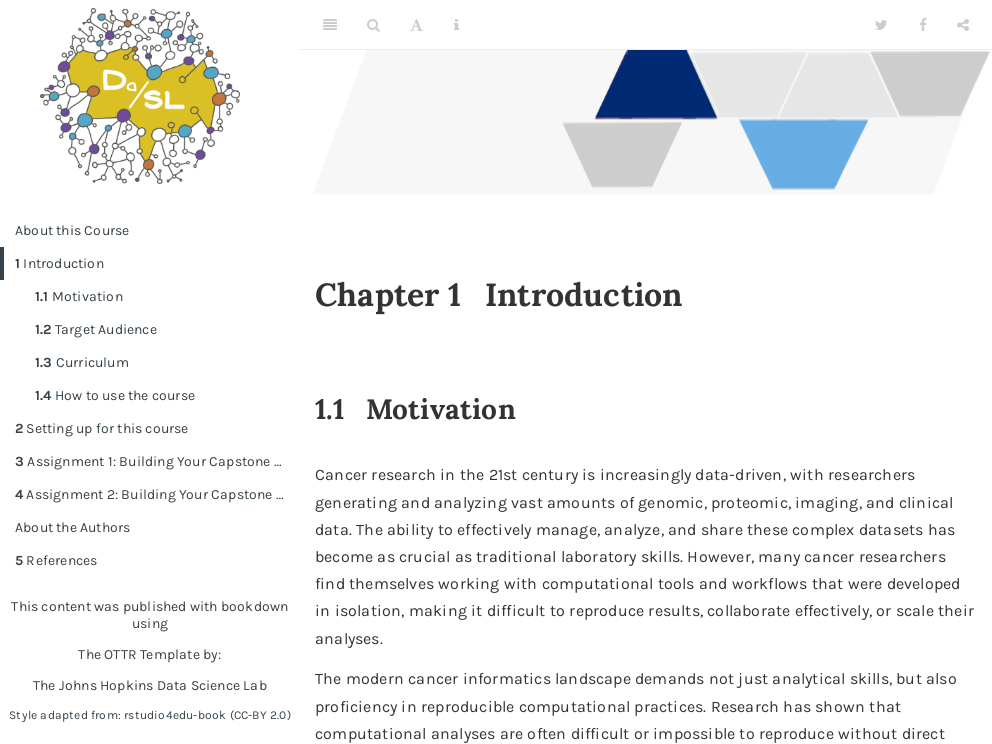 Da/SL
About this Course
1 Introduction
1.1 Motivation
1.2 Target Audience
1.3 Curriculum
1.4 How to use the course
2 Setting up for this course
3 Assignment 1: Building Your Capstone ...
4 Assignment 2: Building Your Capstone ...
About the Authors
5 References
This content was published with bookdown
using
The OTTR Template by:
The Johns Hopkins Data Science Lab
Style adapted from: rstudio4edu-book (CC-BY 2.0)
A
Chapter 1 Introduction
1.1 Motivation
Cancer research in the 21st century is increasingly data-driven, with researchers
generating and analyzing vast amounts of genomic, proteomic, imaging, and clinical
data. The ability to effectively manage, analyze, and share these complex datasets has
become as crucial as traditional laboratory skills. However, many cancer researchers
find themselves working with computational tools and workflows that were developed
in isolation, making it difficult to reproduce results, collaborate effectively, or scale their
analyses.
The modern cancer informatics landscape demands not just analytical skills, but also
proficiency in reproducible computational practices. Research has shown that
computational analyses are often difficult or impossible to reproduce without direct